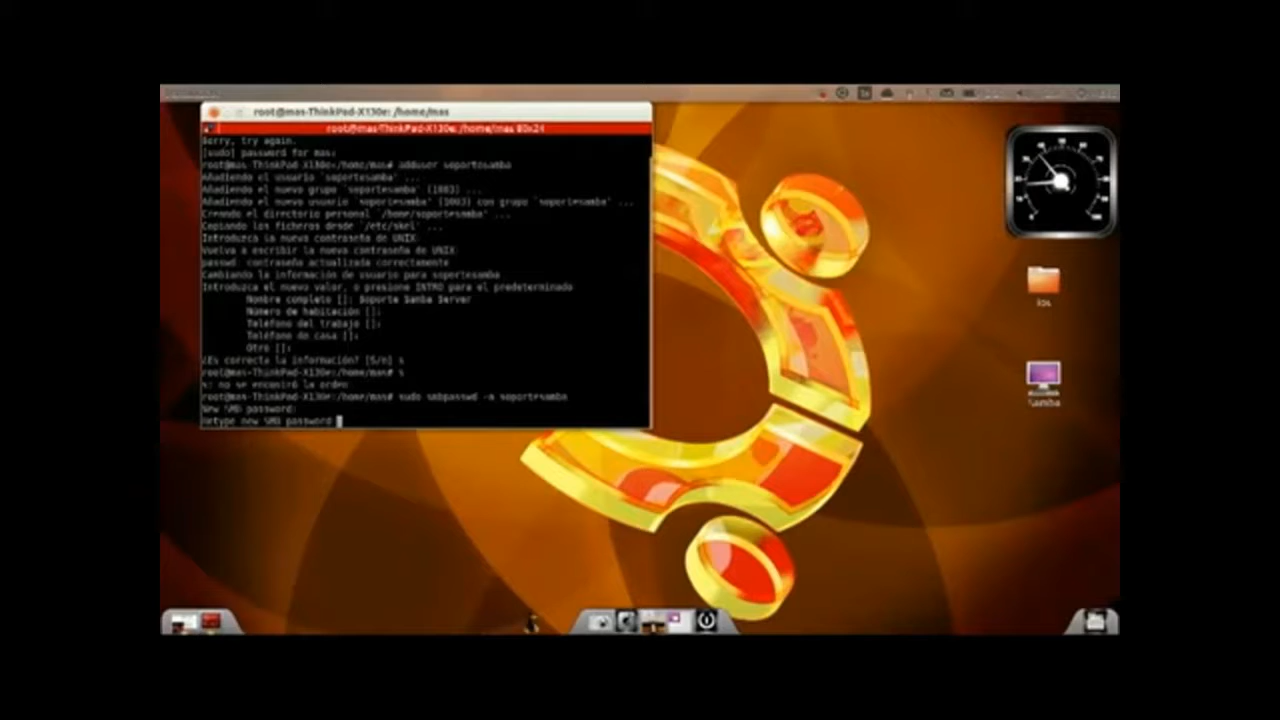 root@mas-ThinkPad-X130e: /home/mas
root@mas-ThinkPad-X130e: /home/mas 80x24
Sorry, try again.
[sudo] password for mas:
root@mas-ThinkPad-X130e:/home/mas# adduser soportesamba
Añadiendo el usuario `soportesamba' ...
Añadiendo el nuevo grupo `soportesamba' (1003) ...
Añadiendo el nuevo usuario `soportesamba' (1003) con grupo `soportesamba' ...
Creando el directorio personal `/home/soportesamba' ...
Copiando los ficheros desde `/etc/skel' ...
Introduzca la nueva contraseña de UNIX:
Vuelva a escribir la nueva contraseña de UNIX:
passwd: contraseña actualizada correctamente
Cambiando la información de usuario para soportesamba
Introduzca el nuevo valor, o presione INTRO para el predeterminado
Nombre completo []: Soporte Samba Server
Número de habitación []:
Teléfono del trabajo []:
Teléfono de casa []:
Otro []:
¿Es correcta la información? [S/n] s
root@mas-ThinkPad-X130e:/home/mas# s
s: no se encontró la orden
root@mas-ThinkPad-X130e:/home/mas# sudo smbpasswd -a soportesamba
New SMB password:
Retype new SMB password:
samba